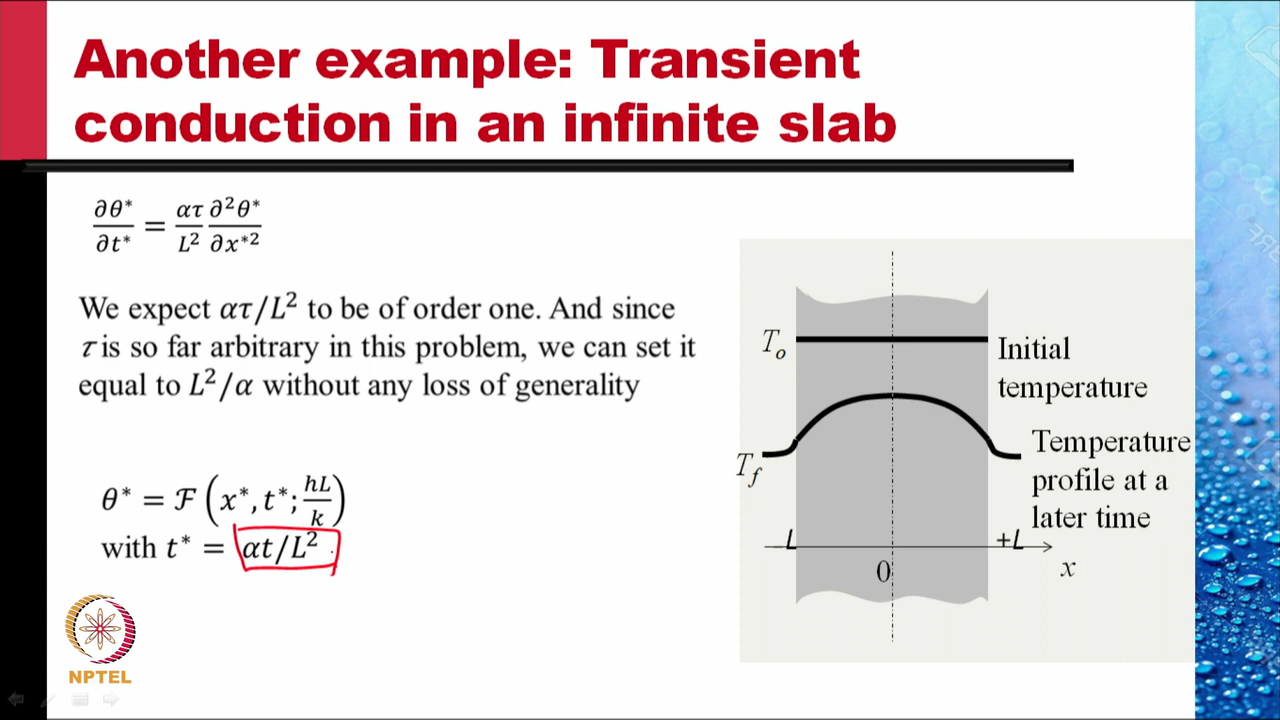 Another example: Transient
conduction in an infinite slab
∂θ*/∂t* = ατ/L² ∂²θ*/∂x*²
We expect ατ/L² to be of order one. And since
τ is so far arbitrary in this problem, we can set it
equal to L²/α without any loss of generality
θ* = ℱ(x*, t*; hL/k)
with t* = αt/L²
T_o
Initial
temperature
T_f
Temperature
profile at a
later time
L
+L
0
x
NPTEL